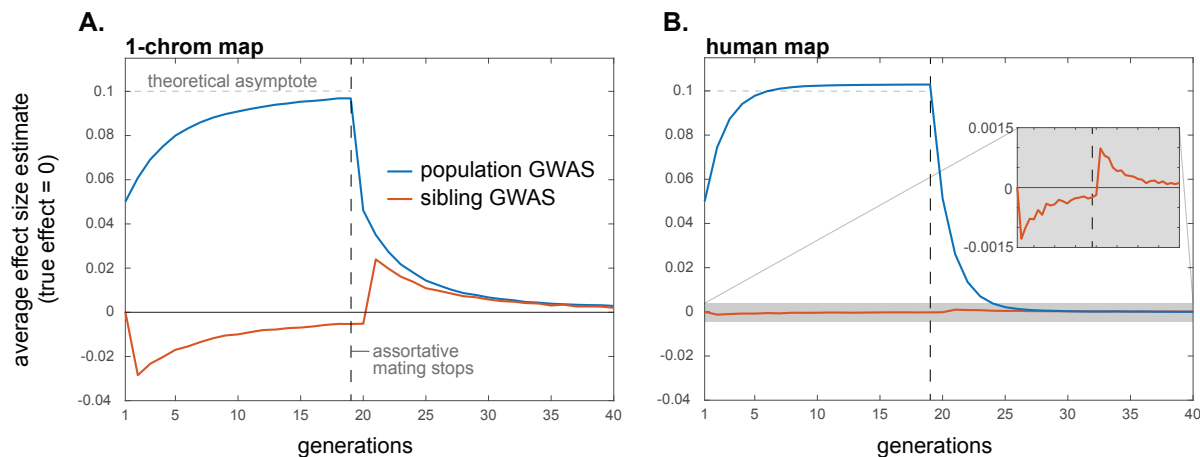 A.
1-chrom map
theoretical asymptote
0.1
0.08
0.06
0.04
0.02
0
-0.02
-0.04
population GWAS
sibling GWAS
assortative
mating stops
1
5
10
15
20
25
30
35
40
generations
average effect size estimate
(true effect = 0)
B.
human map
0.1
0.08
0.06
0.04
0.02
0
-0.02
-0.04
0.0015
0
-0.0015
1
5
10
15
20
25
30
35
40
generations